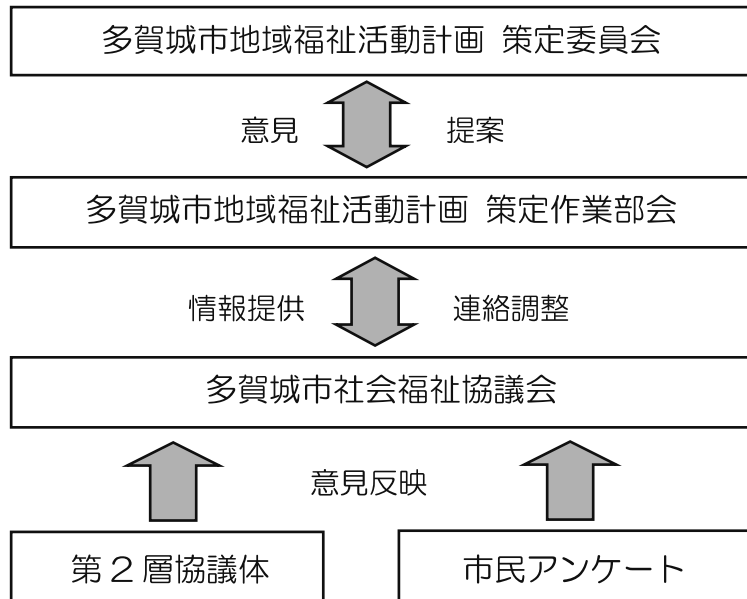 多賀城市地域福祉活動計画 策定委員会
意見 提案
多賀城市地域福祉活動計画 策定作業部会
情報提供 連絡調整
多賀城市社会福祉協議会
意見反映
第2層協議体 市民アンケート